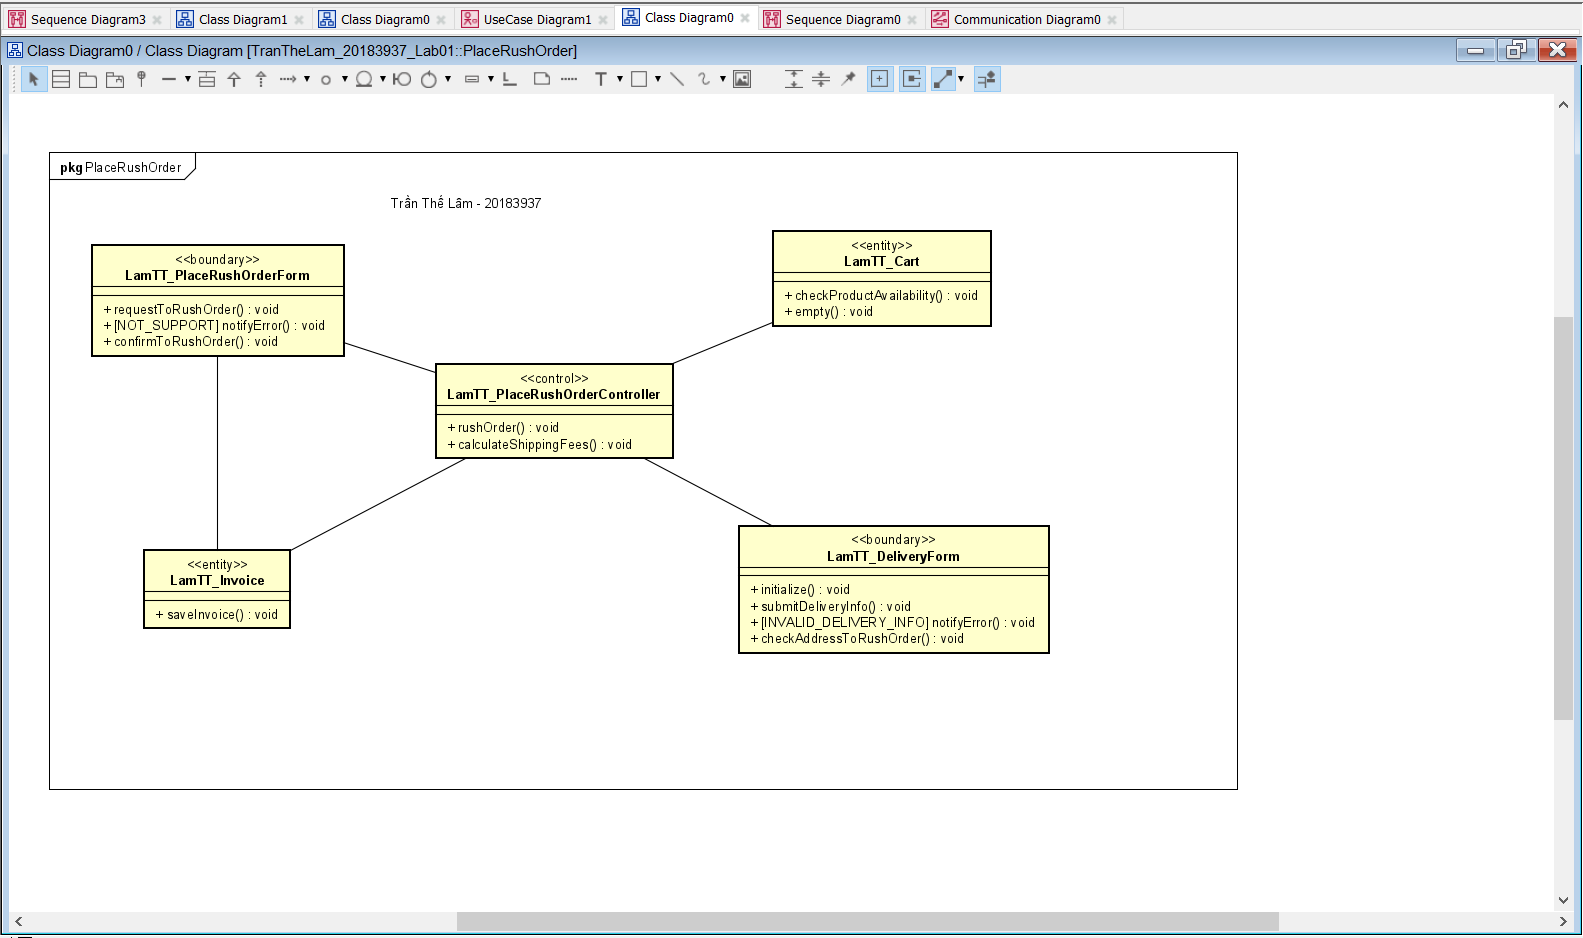 Sequence Diagram3
Class Diagram1
Class Diagram0
UseCase Diagram1
Class Diagram0
Sequence Diagram0
Communication Diagram0
Class Diagram0 / Class Diagram [TranTheLam_20183937_Lab01::PlaceRushOrder]
pkg PlaceRushOrder
Trần Thế Lâm - 20183937
<<boundary>>
LamTT_PlaceRushOrderForm
+ requestToRushOrder() : void
+ [NOT_SUPPORT] notifyError() : void
+ confirmToRushOrder() : void
<<entity>>
LamTT_Cart
+ checkProductAvailability() : void
+ empty() : void
<<control>>
LamTT_PlaceRushOrderController
+ rushOrder() : void
+ calculateShippingFees() : void
<<entity>>
LamTT_Invoice
+ saveInvoice() : void
<<boundary>>
LamTT_DeliveryForm
+ initialize() : void
+ submitDeliveryInfo() : void
+ [INVALID_DELIVERY_INFO] notifyError() : void
+ checkAddressToRushOrder() : void